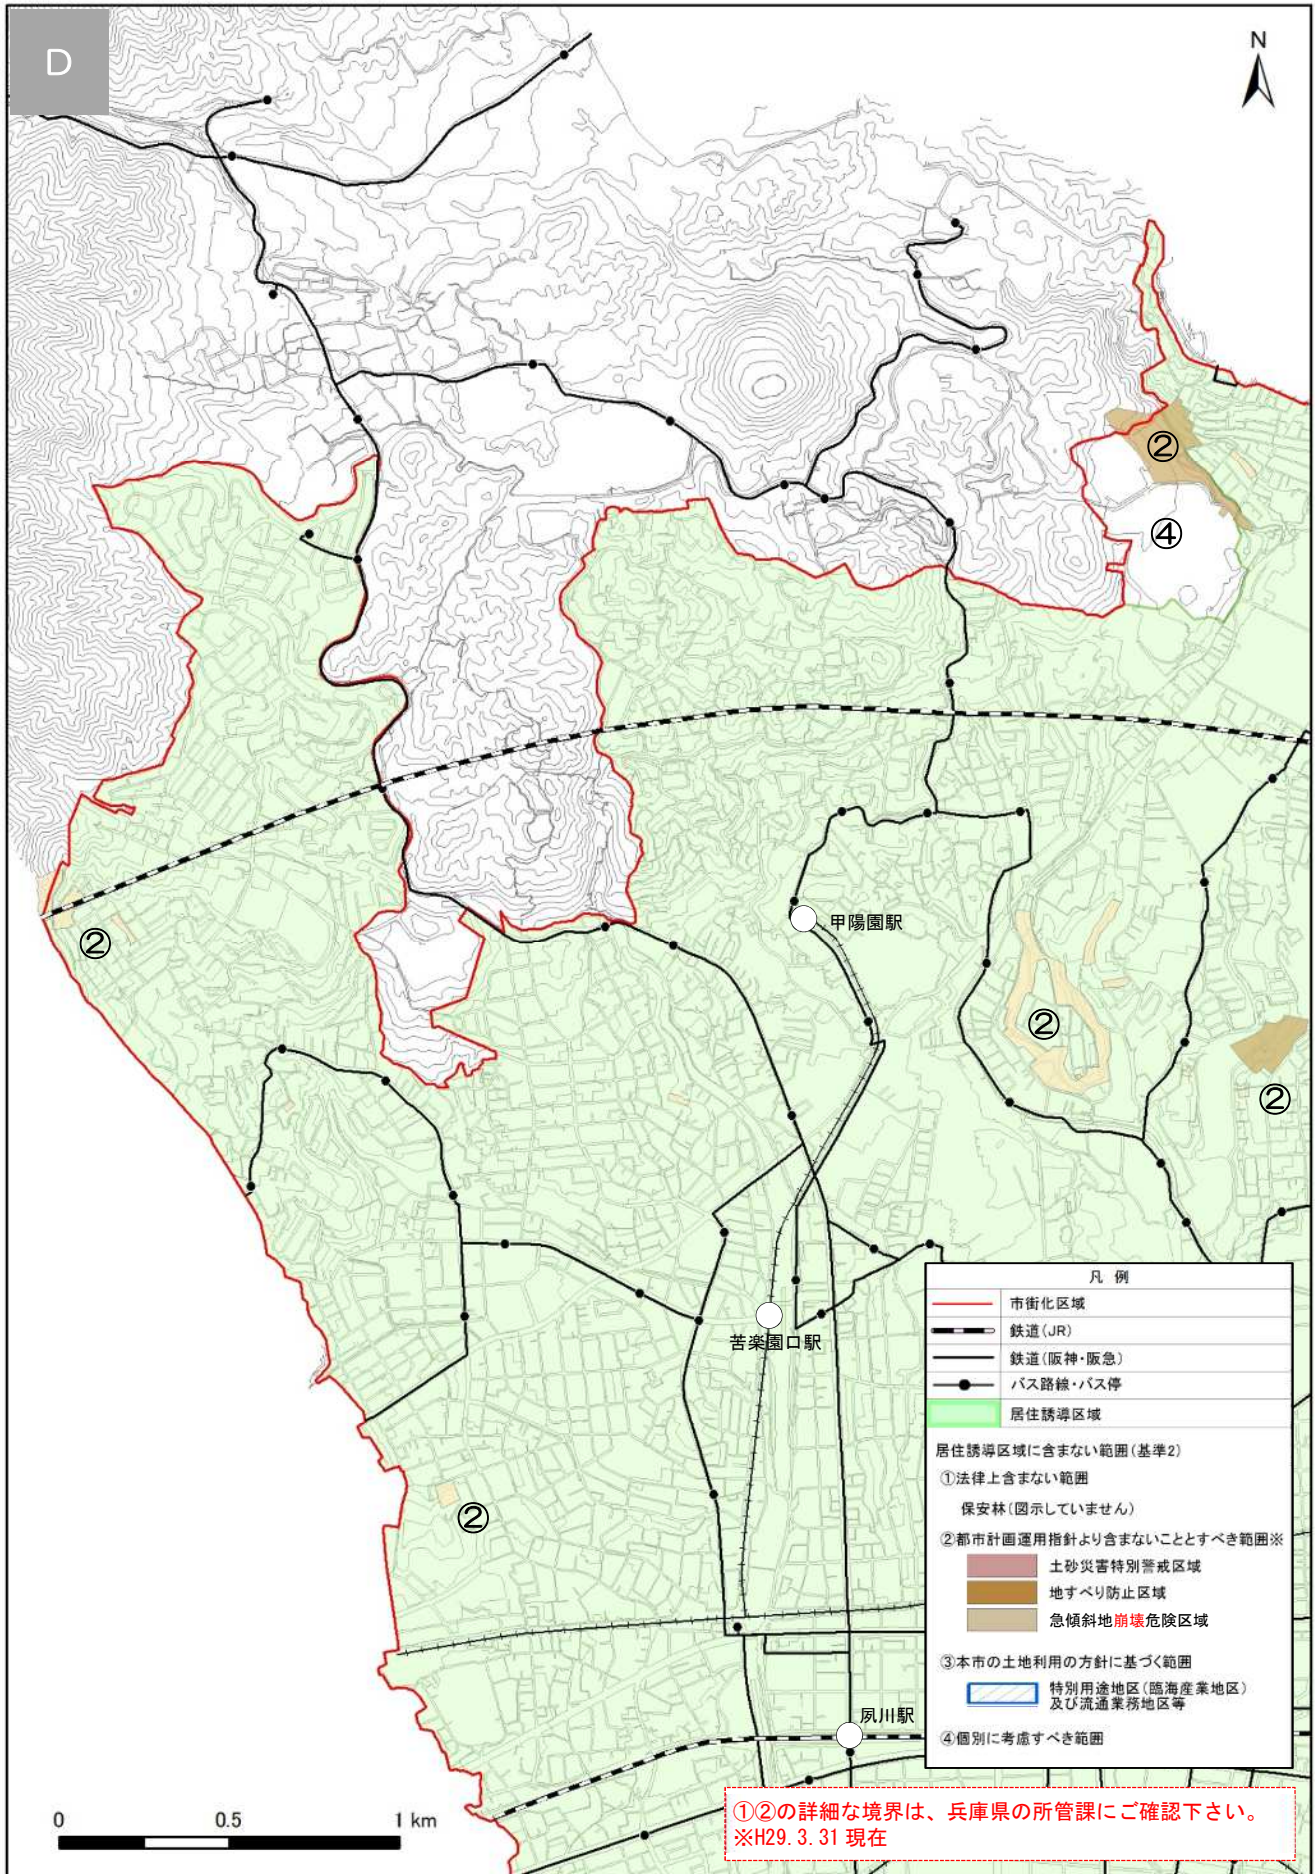 D
N
②
④
甲陽園駅
②
②
②
苦楽園口駅
②
夙川駅
凡 例
市街化区域
鉄道(JR)
鉄道(阪神・阪急)
バス路線・バス停
居住誘導区域
居住誘導区域に含まない範囲(基準2)
①法律上含まない範囲
保安林(図示していません)
②都市計画運用指針より含まないこととすべき範囲※
土砂災害特別警戒区域
地すべり防止区域
急傾斜地崩壊危険区域
③本市の土地利用の方針に基づく範囲
特別用途地区(臨海産業地区)
及び流通業務地区等
④個別に考慮すべき範囲
①②の詳細な境界は、兵庫県の所管課にご確認下さい。
※H29.3.31 現在
0 0.5 1 km